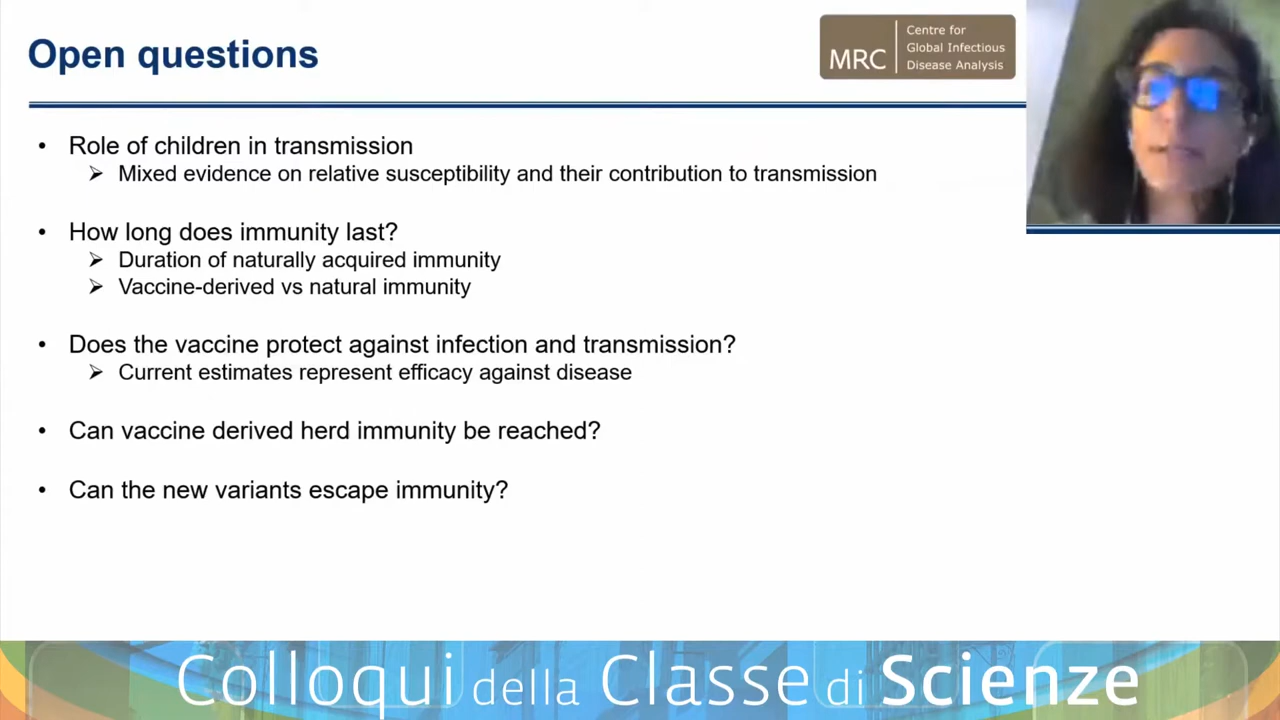 Open questions
MRC
Centre for
Global Infectious
Disease Analysis
• Role of children in transmission
➢ Mixed evidence on relative susceptibility and their contribution to transmission
• How long does immunity last?
➢ Duration of naturally acquired immunity
➢ Vaccine-derived vs natural immunity
• Does the vaccine protect against infection and transmission?
➢ Current estimates represent efficacy against disease
• Can vaccine derived herd immunity be reached?
• Can the new variants escape immunity?
Colloqui della Classe di Scienze